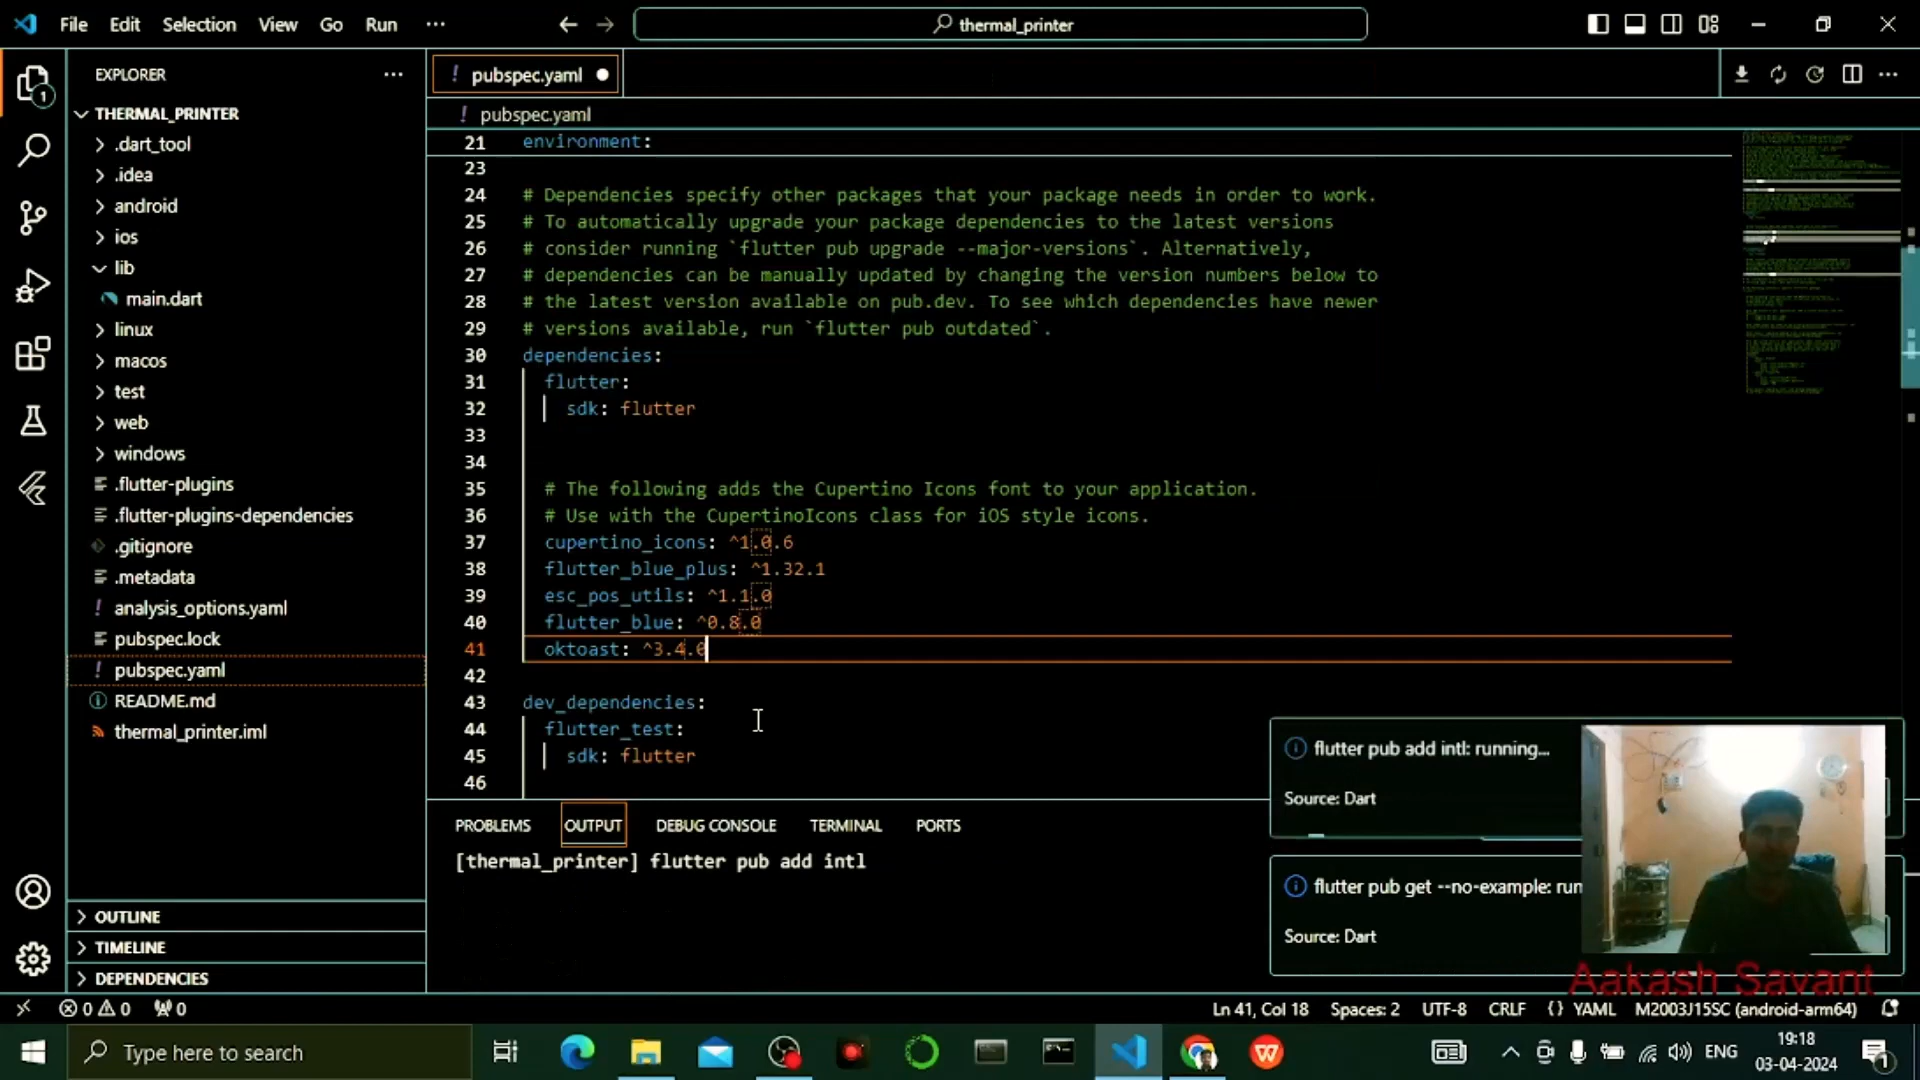 File Edit Selection View Go Run ···
thermal_printer
EXPLORER
1
THERMAL_PRINTER
.dart_tool
.idea
android
ios
lib
main.dart
linux
macos
test
web
windows
.flutter-plugins
.flutter-plugins-dependencies
.gitignore
.metadata
analysis_options.yaml
pubspec.lock
pubspec.yaml
README.md
thermal_printer.iml
OUTLINE
TIMELINE
DEPENDENCIES
! pubspec.yaml
! pubspec.yaml
21 environment:
23
24 # Dependencies specify other packages that your package needs in order to work.
25 # To automatically upgrade your package dependencies to the latest versions
26 # consider running `flutter pub upgrade --major-versions`. Alternatively,
27 # dependencies can be manually updated by changing the version numbers below to
28 # the latest version available on pub.dev. To see which dependencies have newer
29 # versions available, run `flutter pub outdated`.
30 dependencies:
31 flutter:
32 sdk: flutter
33
34
35 # The following adds the Cupertino Icons font to your application.
36 # Use with the CupertinoIcons class for iOS style icons.
37 cupertino_icons: ^1.0.6
38 flutter_blue_plus: ^1.32.1
39 esc_pos_utils: ^1.1.0
40 flutter_blue: ^0.8.0
41 oktoast: ^3.4.0
42
43 dev_dependencies:
44 flutter_test:
45 sdk: flutter
46
PROBLEMS OUTPUT DEBUG CONSOLE TERMINAL PORTS
[thermal_printer] flutter pub add intl
flutter pub add intl: running...
Source: Dart
flutter pub get --no-example: run
Source: Dart
Aakash Savant
0 0 0 Ln 41, Col 18 Spaces: 2 UTF-8 CRLF {} YAML M2003J15SC (android-arm64)
Type here to search
ENG
19:18
03-04-2024
1